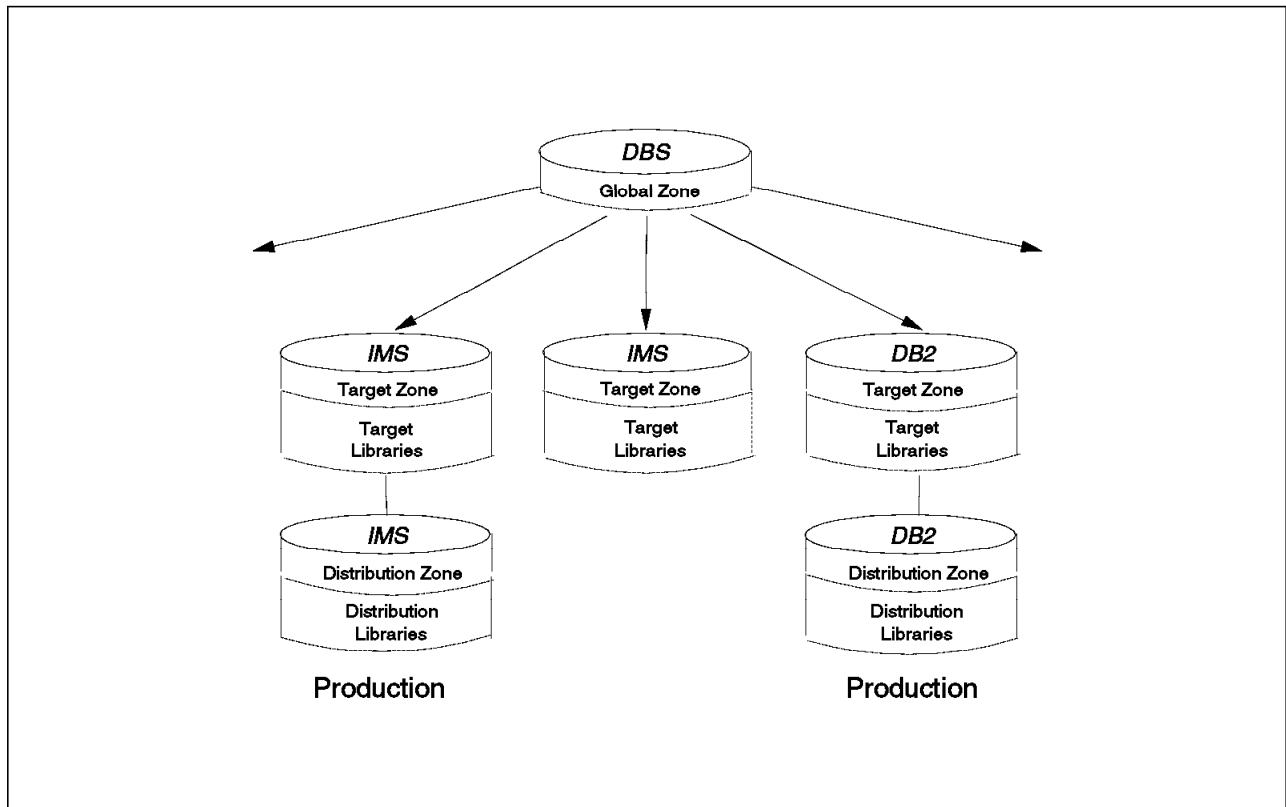 DBS
Global Zone
IMS
Target Zone
Target
Libraries
IMS
Target Zone
Target
Libraries
DB2
Target Zone
Target
Libraries
IMS
Distribution Zone
Distribution
Libraries
DB2
Distribution Zone
Distribution
Libraries
Production
Production